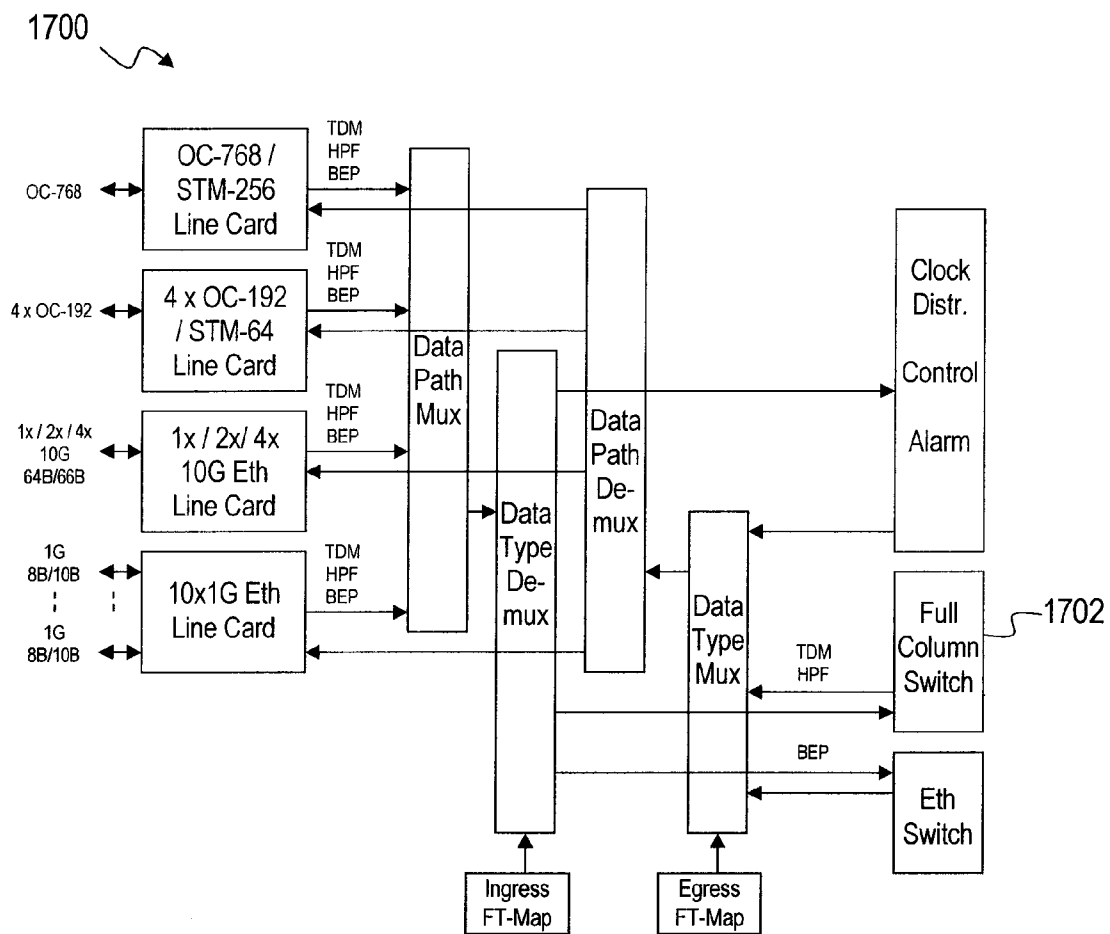 1700
OC-768
OC-768 /
STM-256
Line Card
TDM
HPF
BEP
4 x OC-192
4 x OC-192
/ STM-64
Line Card
TDM
HPF
BEP
1x / 2x / 4x
10G
64B/66B
1x / 2x/ 4x
10G Eth
Line Card
TDM
HPF
BEP
1G
8B/10B
1G
8B/10B
10x1G Eth
Line Card
TDM
HPF
BEP
Data
Path
Mux
Data
Type
De-
mux
Data
Path
De-
mux
Data
Type
Mux
Clock
Distr.
Control
Alarm
Full
Column
Switch
1702
TDM
HPF
BEP
Eth
Switch
Ingress
FT-Map
Egress
FT-Map